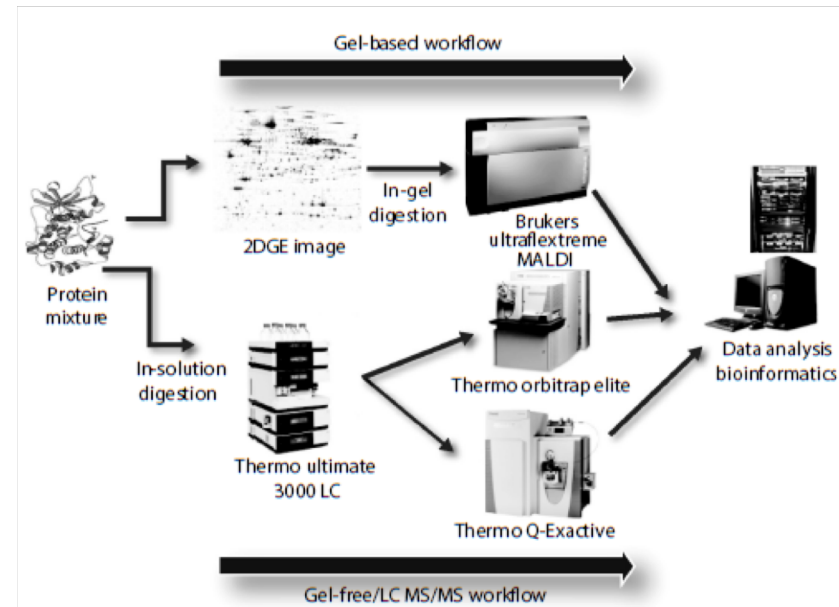 Gel-based workflow
In-gel
digestion
2DGE image
Brukers
ultraflextreme
MALDI
Protein
mixture
In-solution
digestion
Thermo orbitrap elite
Data analysis
bioinformatics
Thermo ultimate
3000 LC
Thermo Q-Exactive
Gel-free/LC MS/MS workflow